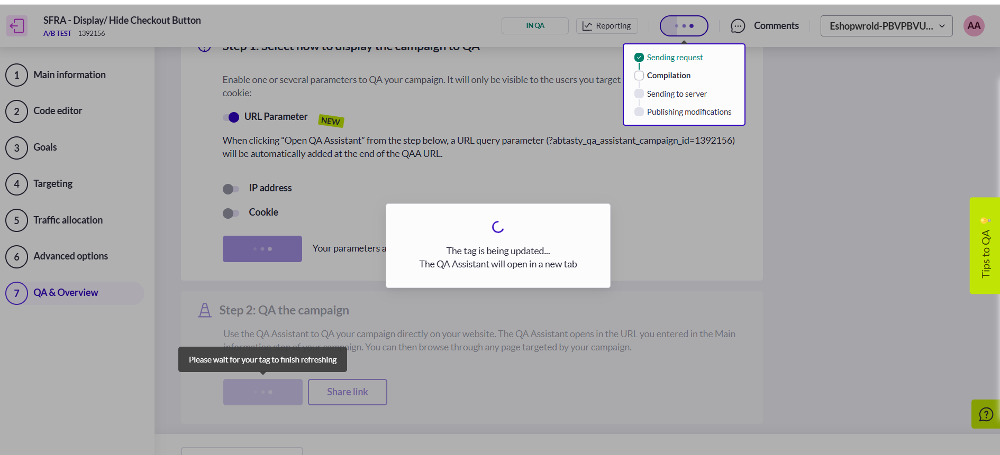 SFRA - Display/ Hide Checkout Button
A/B TEST 1392156
IN QA
Reporting
Comments
Eshopwrold-PBVPBVU...
AA
Sending request
Compilation
Sending to server
Publishing modifications
1 Main information
2 Code editor
3 Goals
4 Targeting
5 Traffic allocation
6 Advanced options
7 QA & Overview
Step 1: Select how to display the campaign to QA
Enable one or several parameters to QA your campaign. It will only be visible to the users you target
cookie:
URL Parameter NEW
When clicking “Open QA Assistant” from the step below, a URL query parameter (?abtasty_qa_assistant_campaign_id=1392156)
will be automatically added at the end of the QAA URL.
IP address
Cookie
Your parameters a
The tag is being updated...
The QA Assistant will open in a new tab
Step 2: QA the campaign
Use the QA Assistant to QA your campaign directly on your website. The QA Assistant opens in the URL you entered in the Main
information step of your campaign. You can then browse through any page targeted by your campaign.
Please wait for your tag to finish refreshing
Share link
Tips to QA